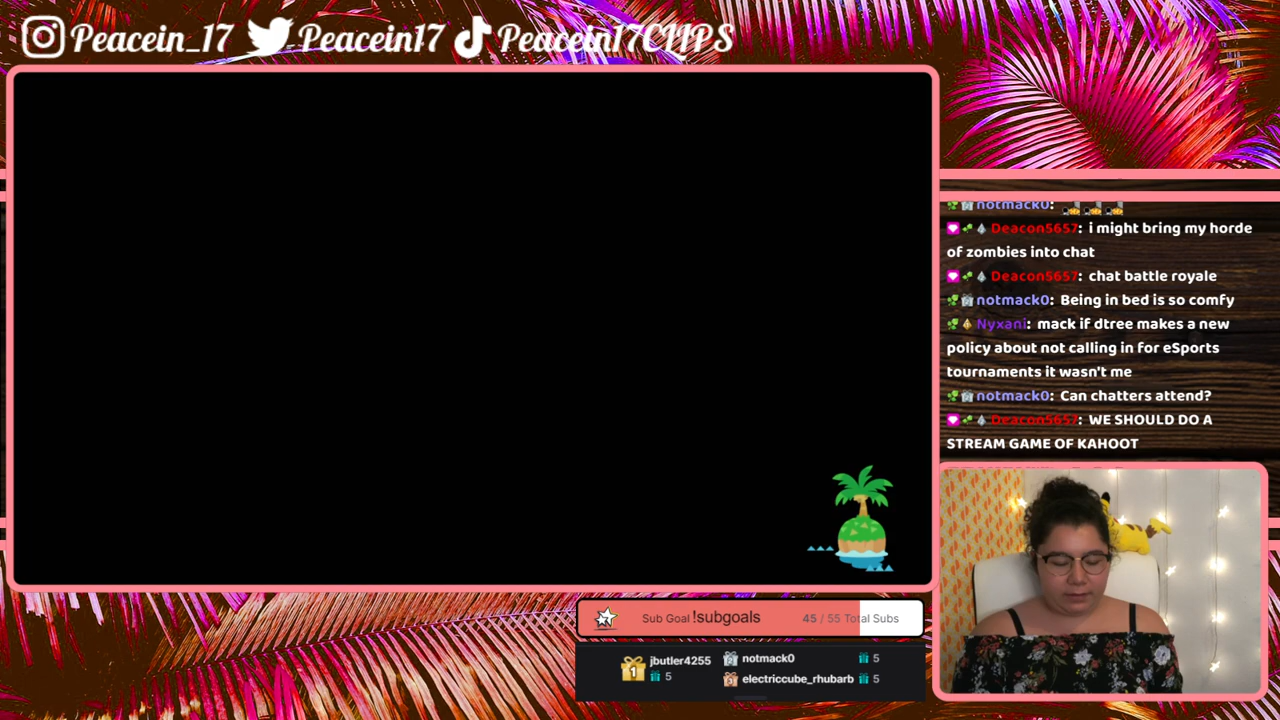 Peacein_17 Peacein17 Peacein17ClIPS
notmack0:
Deacon5657: i might bring my horde
of zombies into chat
Deacon5657: chat battle royale
notmack0: Being in bed is so comfy
Nyxani: mack if dtree makes a new
policy about not calling in for eSports
tournaments it wasn't me
notmack0: Can chatters attend?
Deacon5657: WE SHOULD DO A
STREAM GAME OF KAHOOT
Sub Goal !subgoals 45 / 55 Total Subs
1 jbutler4255
5
notmack0 5
electriccube_rhubarb 5